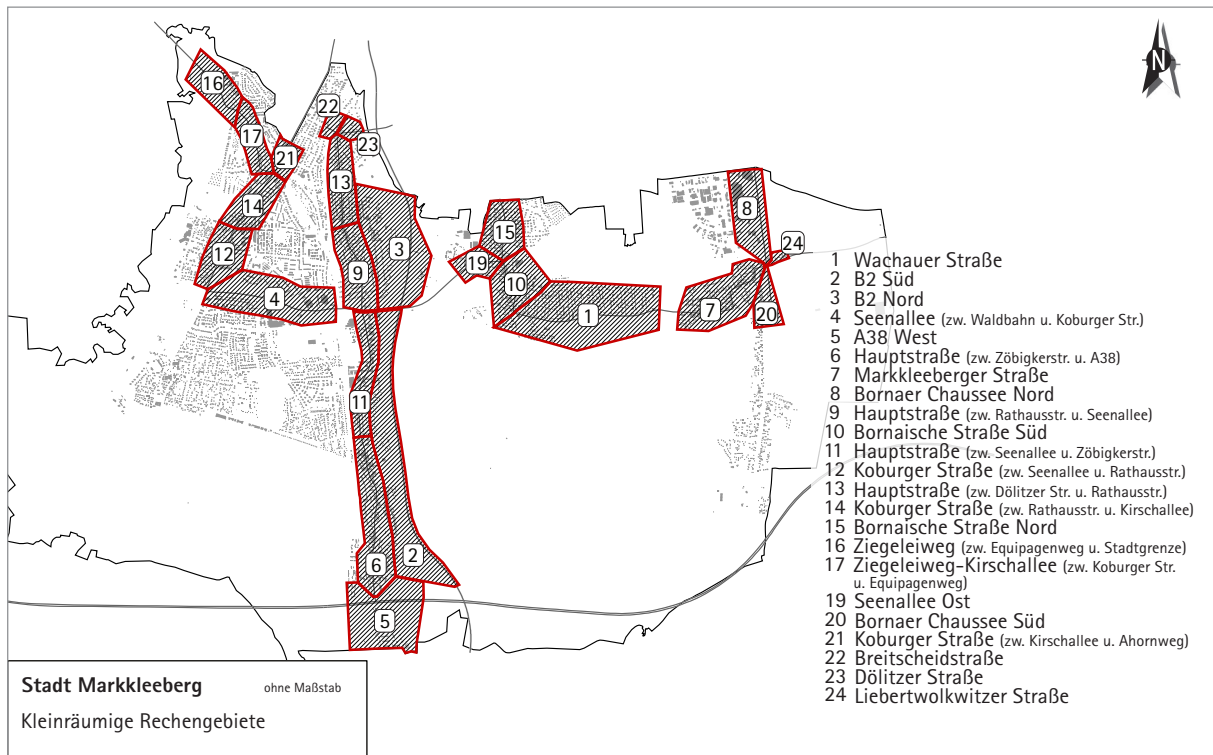 N
16
22
17
21
23
13
14
8
15
12
3
24
19
9
10
4
1
7
20
11
2
6
5
1 Wachauer Straße
2 B2 Süd
3 B2 Nord
4 Seenallee (zw. Waldbahn u. Koburger Str.)
5 A38 West
6 Hauptstraße (zw. Zöbigkerstr. u. A38)
7 Markkleeberger Straße
8 Bornaer Chaussee Nord
9 Hauptstraße (zw. Rathausstr. u. Seenallee)
10 Bornaische Straße Süd
11 Hauptstraße (zw. Seenallee u. Zöbigkerstr.)
12 Koburger Straße (zw. Seenallee u. Rathausstr.)
13 Hauptstraße (zw. Dölitzer Str. u. Rathausstr.)
14 Koburger Straße (zw. Rathausstr. u. Kirschallee)
15 Bornaische Straße Nord
16 Ziegeleiweg (zw. Equipagenweg u. Stadtgrenze)
17 Ziegeleiweg-Kirschallee (zw. Koburger Str.
u. Equipagenweg)
19 Seenallee Ost
20 Bornaer Chaussee Süd
21 Koburger Straße (zw. Kirschallee u. Ahornweg)
22 Breitscheidstraße
23 Dölitzer Straße
24 Liebertwolkwitzer Straße
Stadt Markkleeberg ohne Maßstab
Kleinräumige Rechengebiete